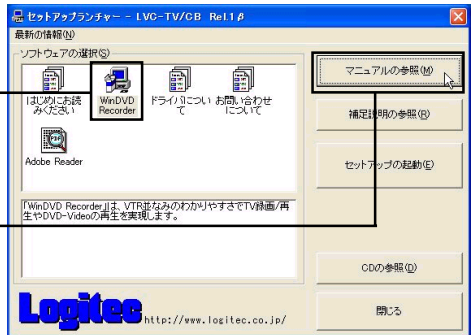 セットアップランチャー - LVC-TV/CB Rel.1β
最新の情報(N)
ソフトウェアの選択(S)
はじめにお読
みください
WinDVD
Recorder
ドライバについ
て
お問い合わせ
について
Adobe Reader
「WinDVD Recorder」は、VTR並なみのわかりやすさでTV録画/再
生やDVD-Videoの再生を実現します。
マニュアルの参照(M)
補足説明の参照(R)
セットアップの起動(E)
CDの参照(D)
閉じる
Logitec
http://www.logitec.co.jp/